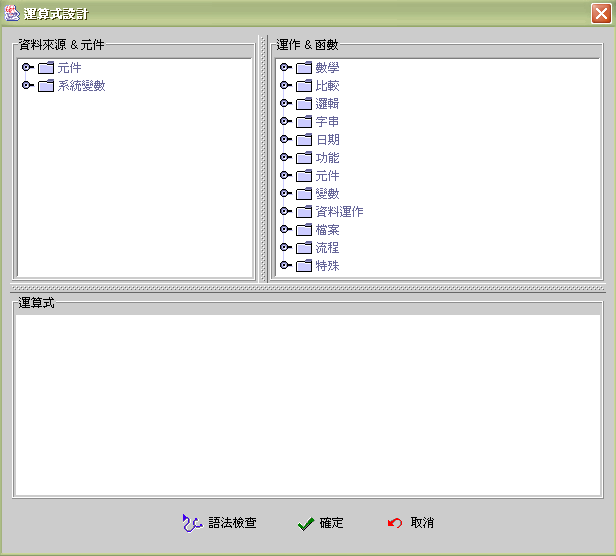 運算式設計
資料來源 & 元件
元件
系統變數
運作 & 函數
數學
比較
邏輯
字串
日期
功能
元件
變數
資料運作
檔案
流程
特殊
運算式
語法檢查
確定
取消